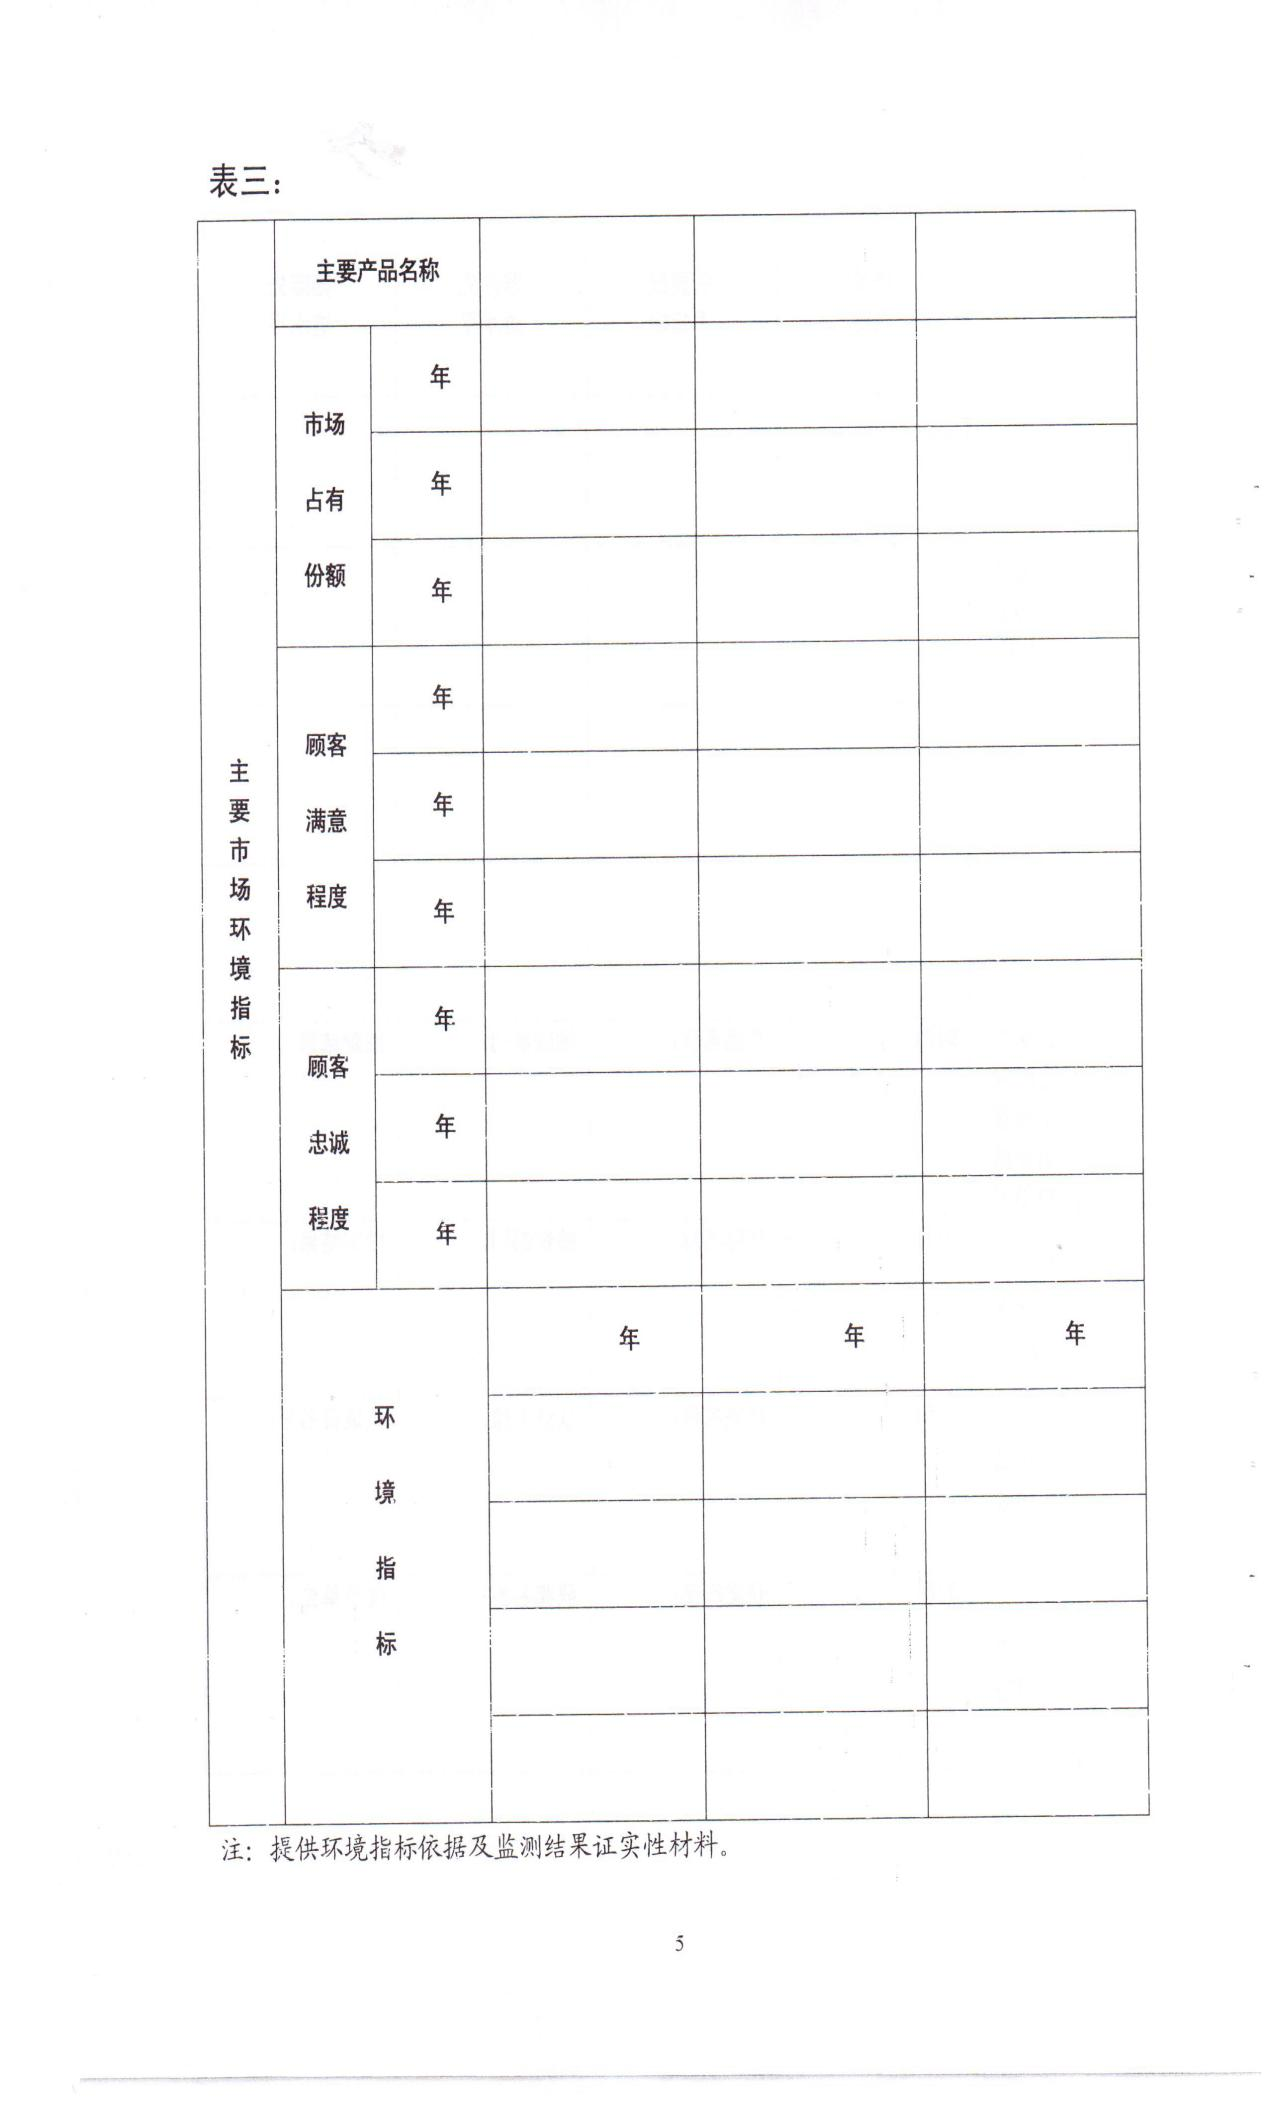 表三：
主要产品名称
主要市场环境指标
市场
占有
份额
年
年
年
顾客
满意
程度
年
年
年
顾客
忠诚
程度
年
年
年
环
境
指
标
年 年 年
注：提供环境指标依据及监测结果证实性材料。
5